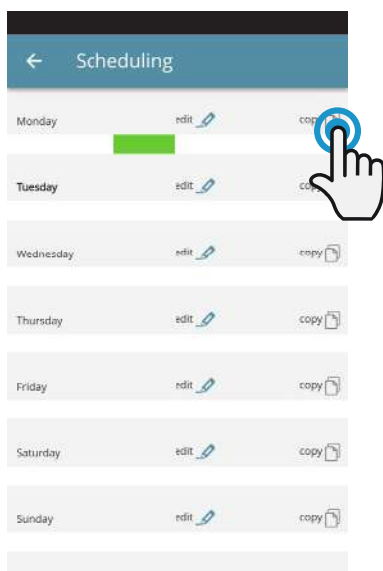 Scheduling
Monday edit
Tuesday edit
Wednesday edit copy
Thursday edit copy
Friday edit copy
Saturday edit copy
Sunday edit copy